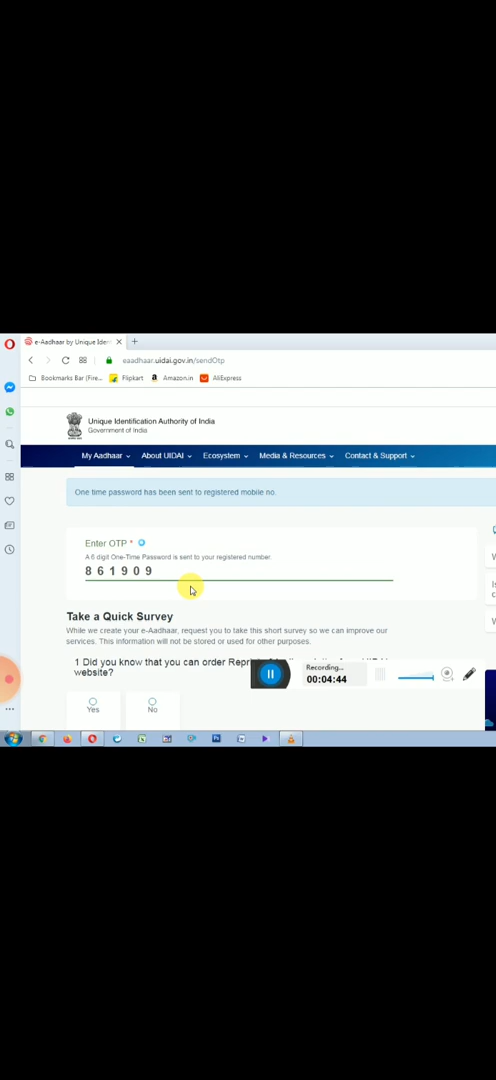 e-Aadhaar by Unique Iden
eaadhaar.uidai.gov.in/sendOtp
Bookmarks Bar (Fire... Flipkart Amazon.in AliExpress
Unique Identification Authority of India
Government of India
My Aadhaar About UIDAI Ecosystem Media & Resources Contact & Support
One time password has been sent to registered mobile no.
Enter OTP *
A 6 digit One-Time Password is sent to your registered number.
8 6 1 9 0 9
Take a Quick Survey
While we create your e-Aadhaar, request you to take this short survey so we can improve our
services. This information will not be stored or used for other purposes.
1 Did you know that you can order
website?
Recording...
00:04:44
Yes No